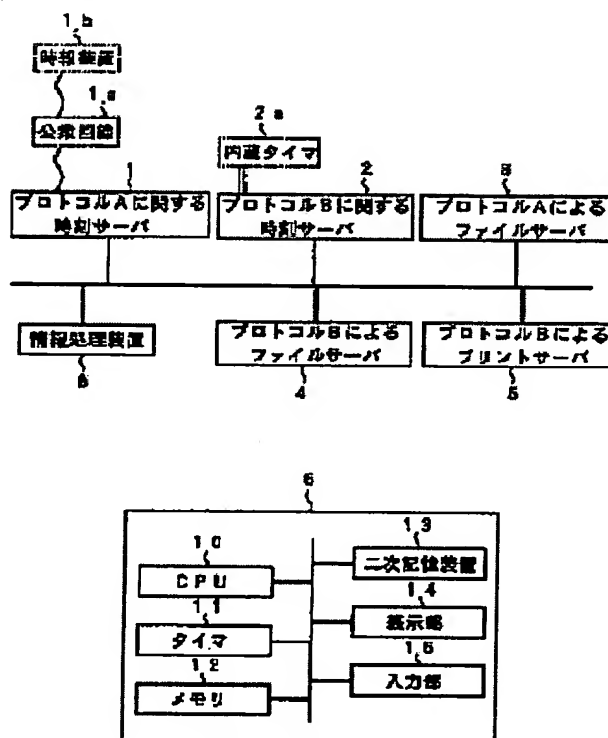 1b
時報装置
1a
公衆回線
2a
内蔵タイマ
1
2
3
プロトコルAに関する
時刻サーバ
プロトコルBに関する
時刻サーバ
プロトコルAによる
ファイルサーバ
情報処理装置
6
プロトコルBによる
ファイルサーバ
4
プロトコルBによる
プリントサーバ
5
6
10
CPU
11
タイマ
12
メモリ
13
二次記憶装置
14
表示部
15
入力部